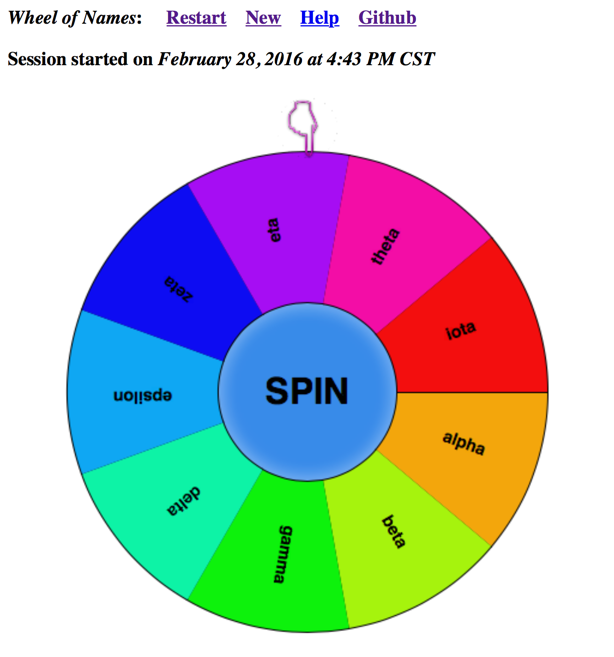 Wheel of Names: Restart New Help Github
Session started on February 28, 2016 at 4:43 PM CST
eta
theta
zeta
iota
SPIN
epsilon
alpha
delta
beta
gamma